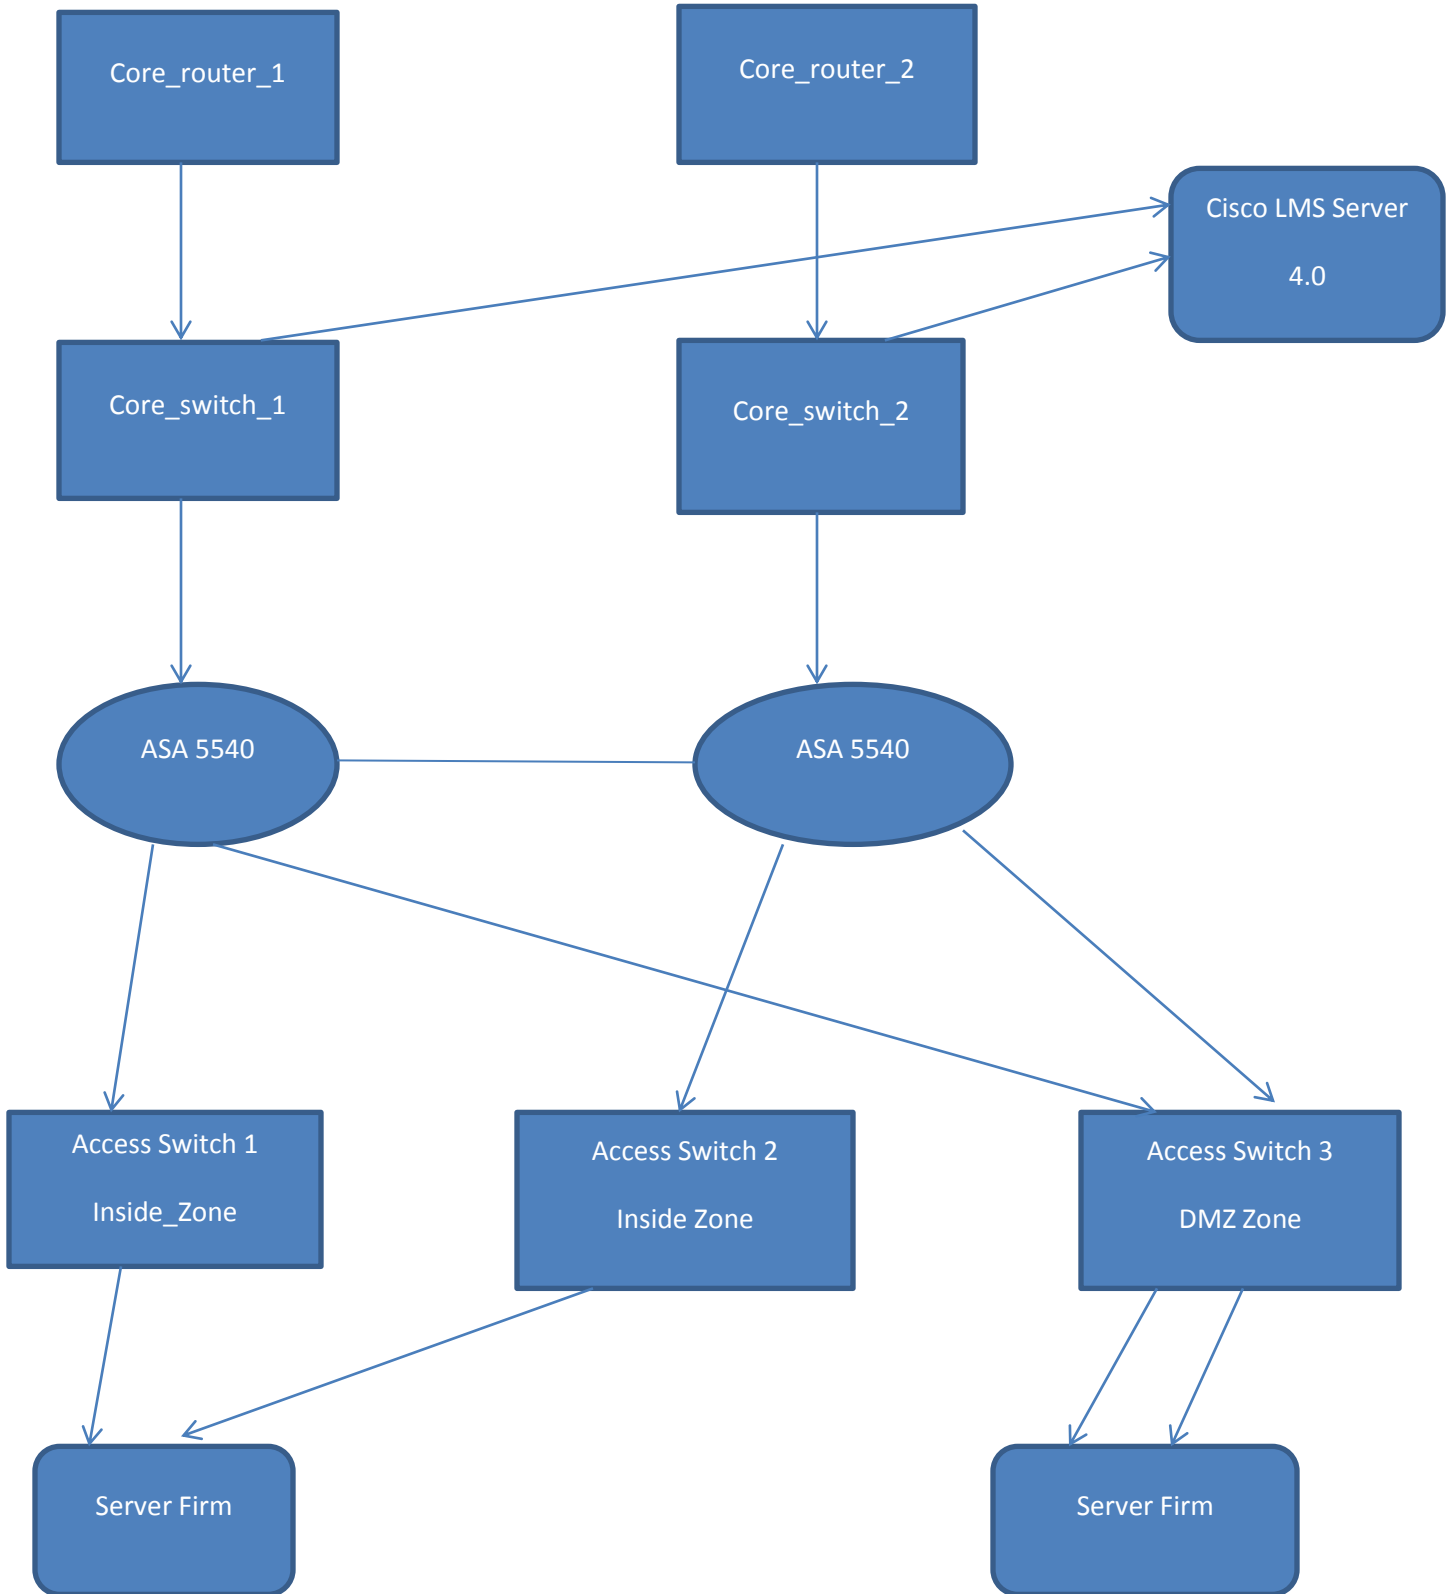 Core_router_1
Core_router_2
Cisco LMS Server
4.0
Core_switch_1
Core_switch_2
ASA 5540
ASA 5540
Access Switch 1
Inside_Zone
Access Switch 2
Inside Zone
Access Switch 3
DMZ Zone
Server Firm
Server Firm